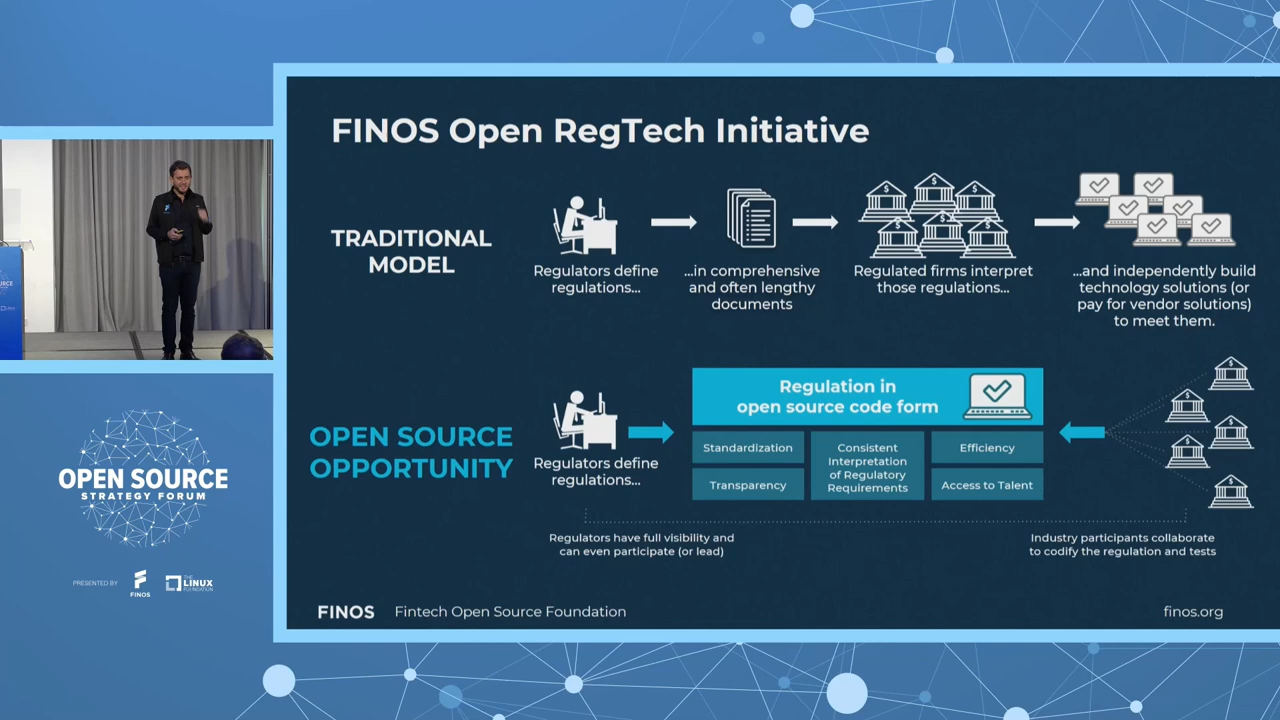 FINOS Open RegTech Initiative
TRADITIONAL
MODEL
Regulators define
regulations...
...in comprehensive
and often lengthy
documents
Regulated firms interpret
those regulations...
...and independently build
technology solutions (or
pay for vendor solutions)
to meet them.
OPEN SOURCE
OPPORTUNITY
Regulators define
regulations...
Regulation in
open source code form
Standardization
Transparency
Consistent
Interpretation
of Regulatory
Requirements
Efficiency
Access to Talent
Regulators have full visibility and
can even participate (or lead)
Industry participants collaborate
to codify the regulation and tests
FINOS Fintech Open Source Foundation
finos.org
OPEN SOURCE
STRATEGY FORUM
PRESENTED BY
FINOS
THE
LINUX
FOUNDATION